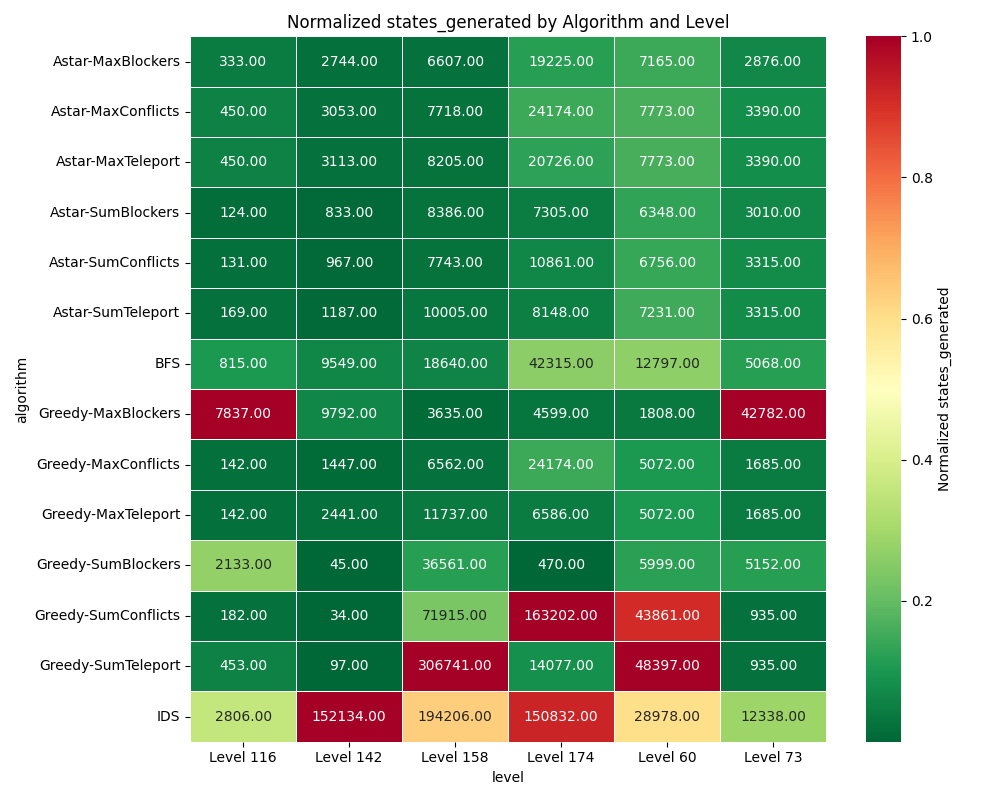 Normalized states_generated by Algorithm and Level
Astar-MaxBlockers 333.00 2744.00 6607.00 19225.00 7165.00 2876.00
Astar-MaxConflicts 450.00 3053.00 7718.00 24174.00 7773.00 3390.00
Astar-MaxTeleport 450.00 3113.00 8205.00 20726.00 7773.00 3390.00
Astar-SumBlockers 124.00 833.00 8386.00 7305.00 6348.00 3010.00
Astar-SumConflicts 131.00 967.00 7743.00 10861.00 6756.00 3315.00
Astar-SumTeleport 169.00 1187.00 10005.00 8148.00 7231.00 3315.00
BFS 815.00 9549.00 18640.00 42315.00 12797.00 5068.00
Greedy-MaxBlockers 7837.00 9792.00 3635.00 4599.00 1808.00 42782.00
Greedy-MaxConflicts 142.00 1447.00 6562.00 24174.00 5072.00 1685.00
Greedy-MaxTeleport 142.00 2441.00 11737.00 6586.00 5072.00 1685.00
Greedy-SumBlockers 2133.00 45.00 36561.00 470.00 5999.00 5152.00
Greedy-SumConflicts 182.00 34.00 71915.00 163202.00 43861.00 935.00
Greedy-SumTeleport 453.00 97.00 306741.00 14077.00 48397.00 935.00
IDS 2806.00 152134.00 194206.00 150832.00 28978.00 12338.00
Level 116 Level 142 Level 158 Level 174 Level 60 Level 73
level
algorithm
1.0
0.8
0.6
0.4
0.2
Normalized states_generated